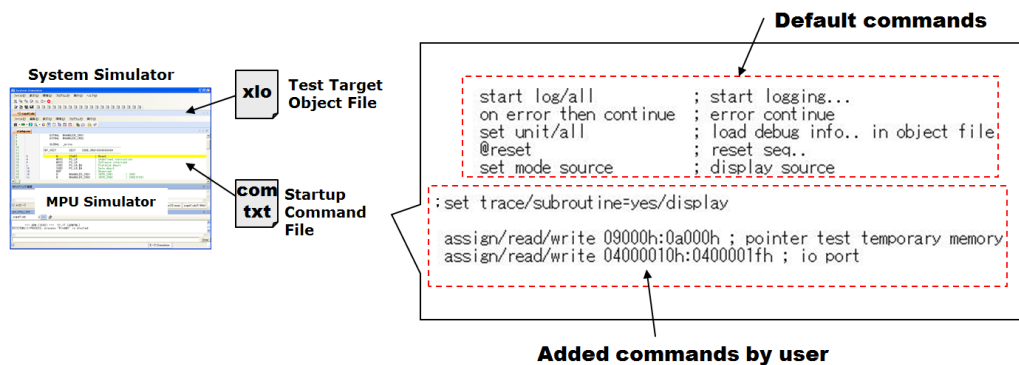 Default commands
System Simulator
xlo
Test Target
Object File
start log/all ; start logging...
on error then continue ; error continue
set unit/all ; load debug info.. in object file
@reset ; reset seq..
set mode source ; display source
MPU Simulator
com
txt
Startup
Command
File
;set trace/subroutine=yes/display
assign/read/write 09000h:0a000h ; pointer test temporary memory
assign/read/write 04000010h:0400001fh ; io port
Added commands by user